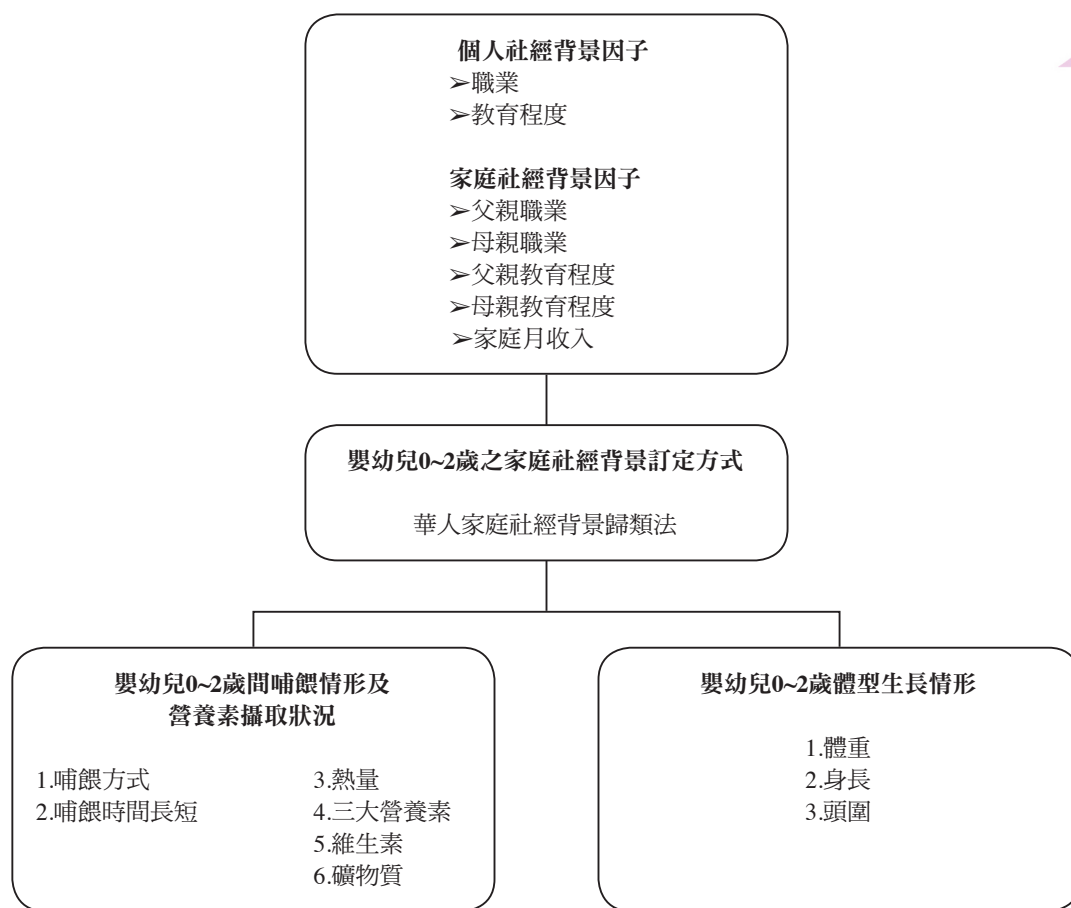 個人社經背景因子
➢職業
➢教育程度
家庭社經背景因子
➢父親職業
➢母親職業
➢父親教育程度
➢母親教育程度
➢家庭月收入
嬰幼兒0~2歲之家庭社經背景訂定方式
華人家庭社經背景歸類法
嬰幼兒0~2歲間哺餵情形及
營養素攝取狀況
1.哺餵方式
2.哺餵時間長短
3.熱量
4.三大營養素
5.維生素
6.礦物質
嬰幼兒0~2歲體型生長情形
1.體重
2.身長
3.頭圍